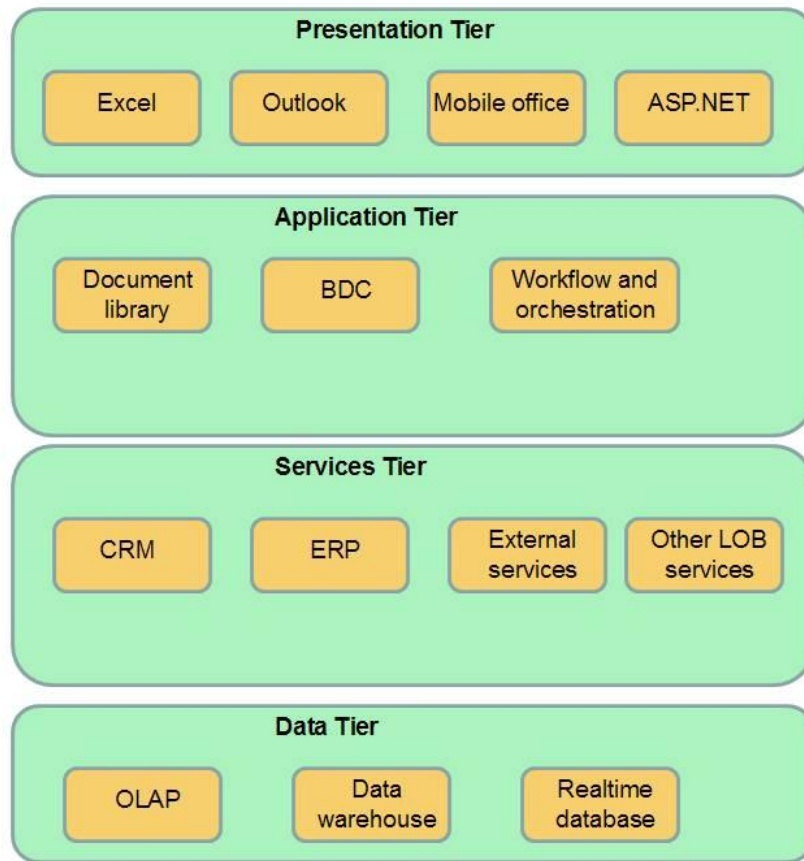 Presentation Tier
Excel
Outlook
Mobile office
ASP.NET
Application Tier
Document
library
BDC
Workflow and
orchestration
Services Tier
CRM
ERP
External
services
Other LOB
services
Data Tier
OLAP
Data
warehouse
Realtime
database